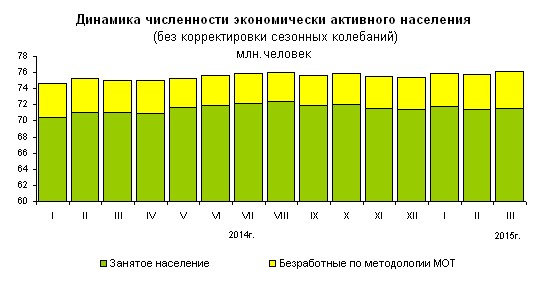 Динамика численности экономически активного населения
(без корректировки сезонных колебаний)
млн.человек
78
76
74
72
70
68
66
64
62
60
I II III IV V VI VII VIII IX X XI XII I II III
2014г. 2015г.
Занятое население Безработные по методологии МОТ